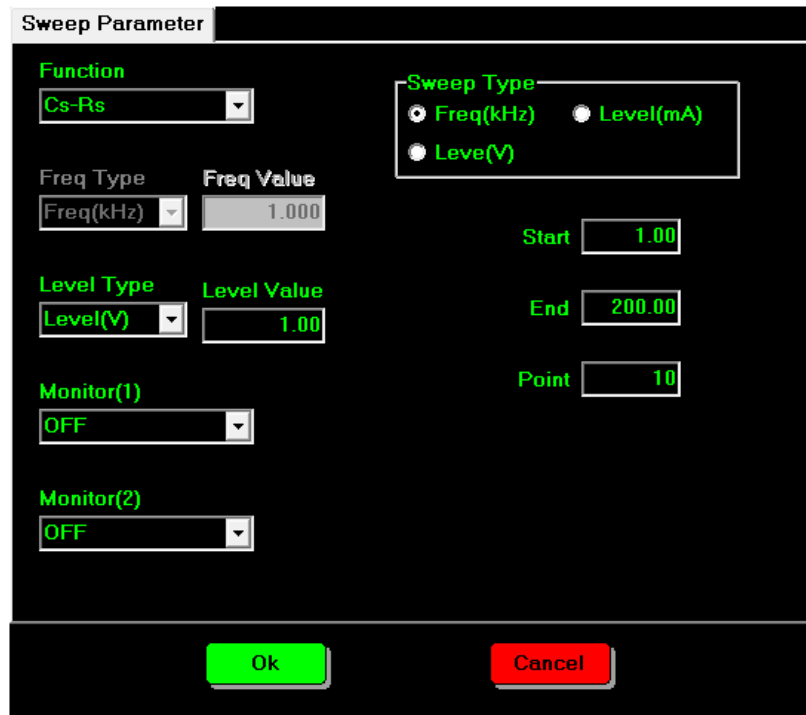 Sweep Parameter
Function
Cs-Rs
Freq Type
Freq Value
Freq(kHz)
1.000
Level Type
Level Value
Level(V)
1.00
Monitor(1)
OFF
Monitor(2)
OFF
Sweep Type
Freq(kHz)
Level(mA)
Leve(V)
Start
1.00
End
200.00
Point
10
Ok
Cancel